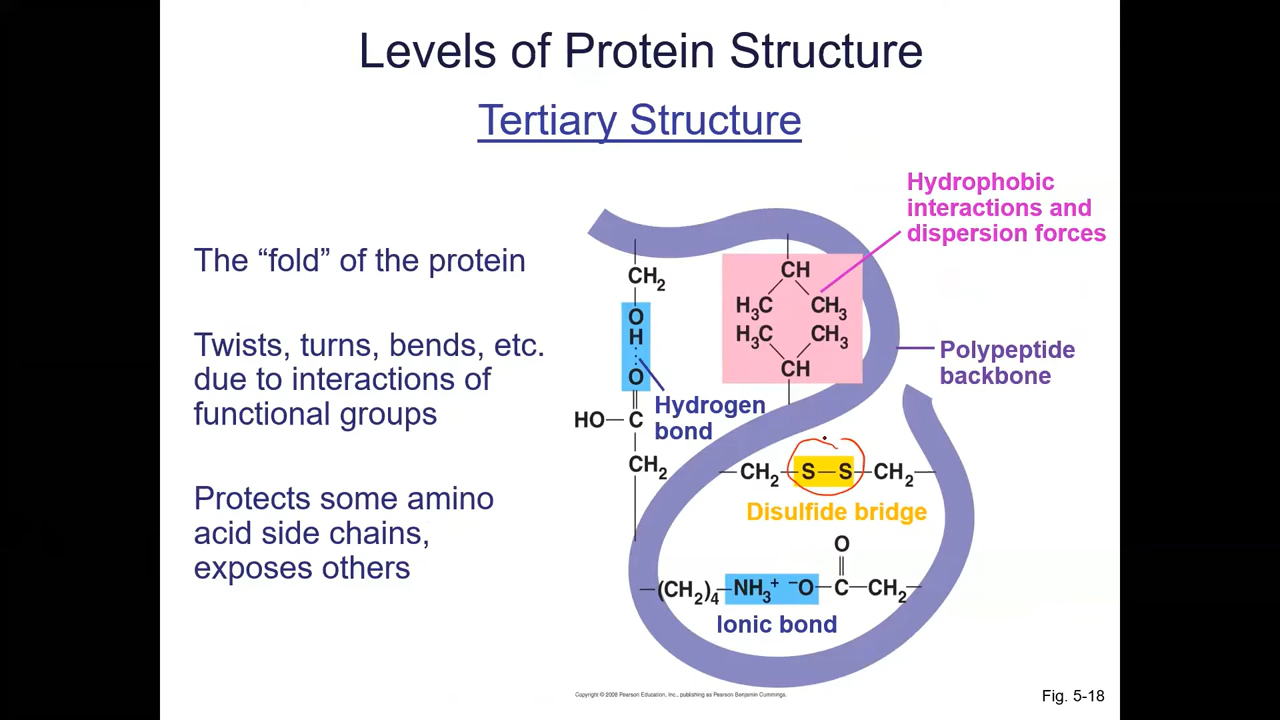 Levels of Protein Structure
Tertiary Structure
The “fold” of the protein
Twists, turns, bends, etc.
due to interactions of
functional groups
Protects some amino
acid side chains,
exposes others
Hydrophobic
interactions and
dispersion forces
CH₂
O
H
O
HO—C
CH₂
Hydrogen
bond
CH
H₃C CH₃
H₃C CH₃
CH
Polypeptide
backbone
—CH₂—S—S—CH₂—
Disulfide bridge
O
—(CH₂)₄—NH₃⁺ ⁻O—C—CH₂—
Ionic bond
Copyright © 2008 Pearson Education, Inc., publishing as Pearson Benjamin Cummings.
Fig. 5-18